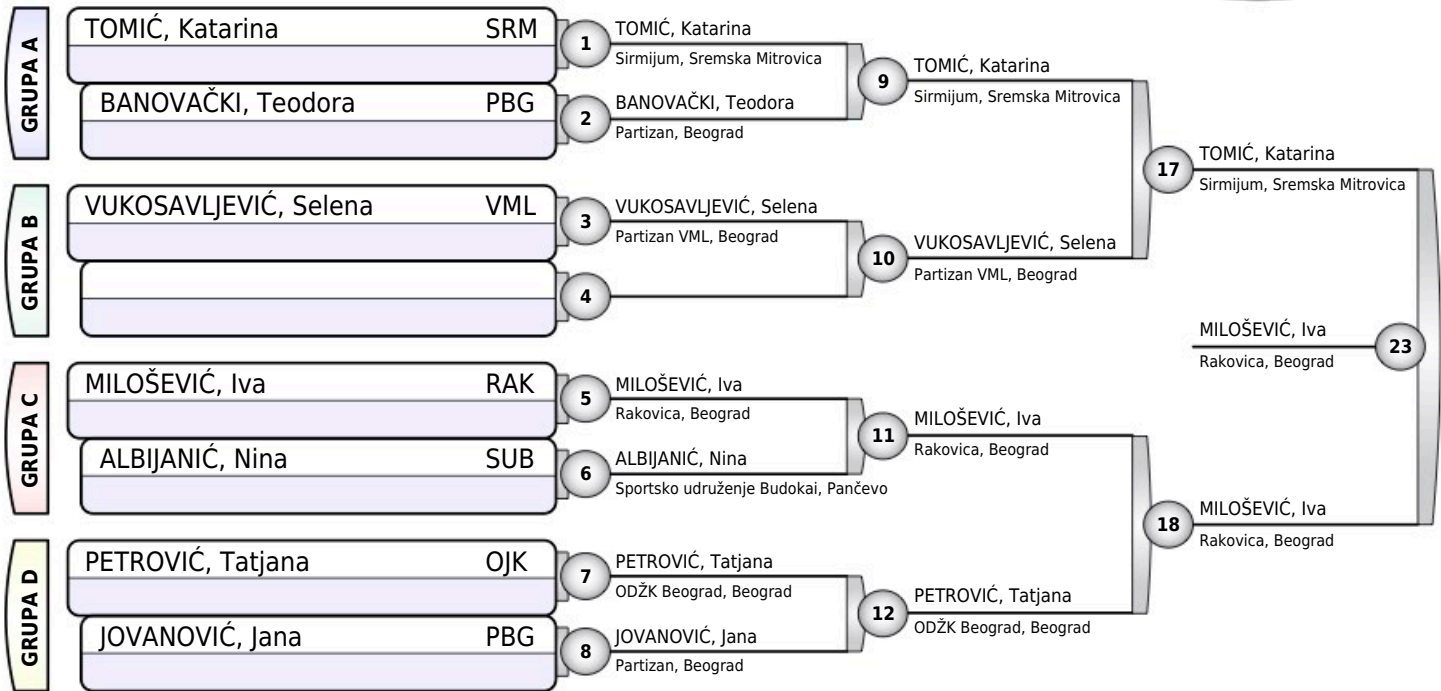 GRUPA A
TOMIĆ, Katarina SRM
BANOVAČKI, Teodora PBG
GRUPA B
VUKOSAVLJEVIĆ, Selena VML
GRUPA C
MILOŠEVIĆ, Iva RAK
ALBIJANIĆ, Nina SUB
GRUPA D
PETROVIĆ, Tatjana OJK
JOVANOVIĆ, Jana PBG
1
TOMIĆ, Katarina
Sirmijum, Sremska Mitrovica
2
BANOVAČKI, Teodora
Partizan, Beograd
3
VUKOSAVLJEVIĆ, Selena
Partizan VML, Beograd
4
5
MILOŠEVIĆ, Iva
Rakovica, Beograd
6
ALBIJANIĆ, Nina
Sportsko udruženje Budokai, Pančevo
7
PETROVIĆ, Tatjana
ODŽK Beograd, Beograd
8
JOVANOVIĆ, Jana
Partizan, Beograd
9
TOMIĆ, Katarina
Sirmijum, Sremska Mitrovica
10
VUKOSAVLJEVIĆ, Selena
Partizan VML, Beograd
11
MILOŠEVIĆ, Iva
Rakovica, Beograd
12
PETROVIĆ, Tatjana
ODŽK Beograd, Beograd
17
TOMIĆ, Katarina
Sirmijum, Sremska Mitrovica
18
MILOŠEVIĆ, Iva
Rakovica, Beograd
MILOŠEVIĆ, Iva
Rakovica, Beograd
23